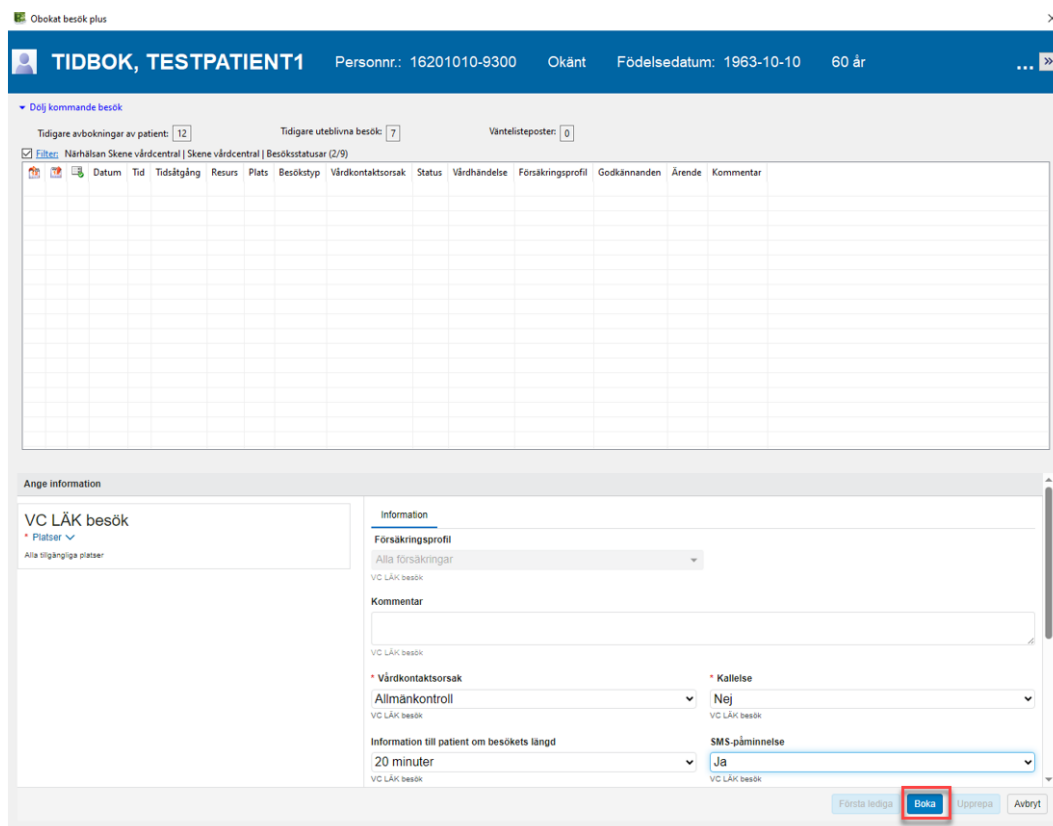 Obokat besök plus
TIDBOK, TESTPATIENT1 Personnr.: 16201010-9300 Okänt Födelsedatum: 1963-10-10 60 år ... »
Dölj kommande besök
Tidigare avbokningar av patient: 12 Tidigare uteblivna besök: 7 Väntelisteposter: 0
Filter: Närhälsan Skene vårdcentral | Skene vårdcentral | Besöksstatusar (2/9)
Datum Tid Tidsåtgång Resurs Plats Besökstyp Vårdkontaktsorsak Status Vårdhändelse Försäkringsprofil Godkännanden Ärende Kommentar
Ange information
VC LÄK besök
* Platser
Alla tillgängliga platser
Information
Försäkringsprofil
Alla försäkringar
VC LÄK besök
Kommentar
VC LÄK besök
* Vårdkontaktsorsak * Kallelse
Allmänkontroll Nej
VC LÄK besök VC LÄK besök
Information till patient om besökets längd SMS-påminnelse
20 minuter Ja
VC LÄK besök VC LÄK besök
Första lediga Boka Upprepa Avbryt